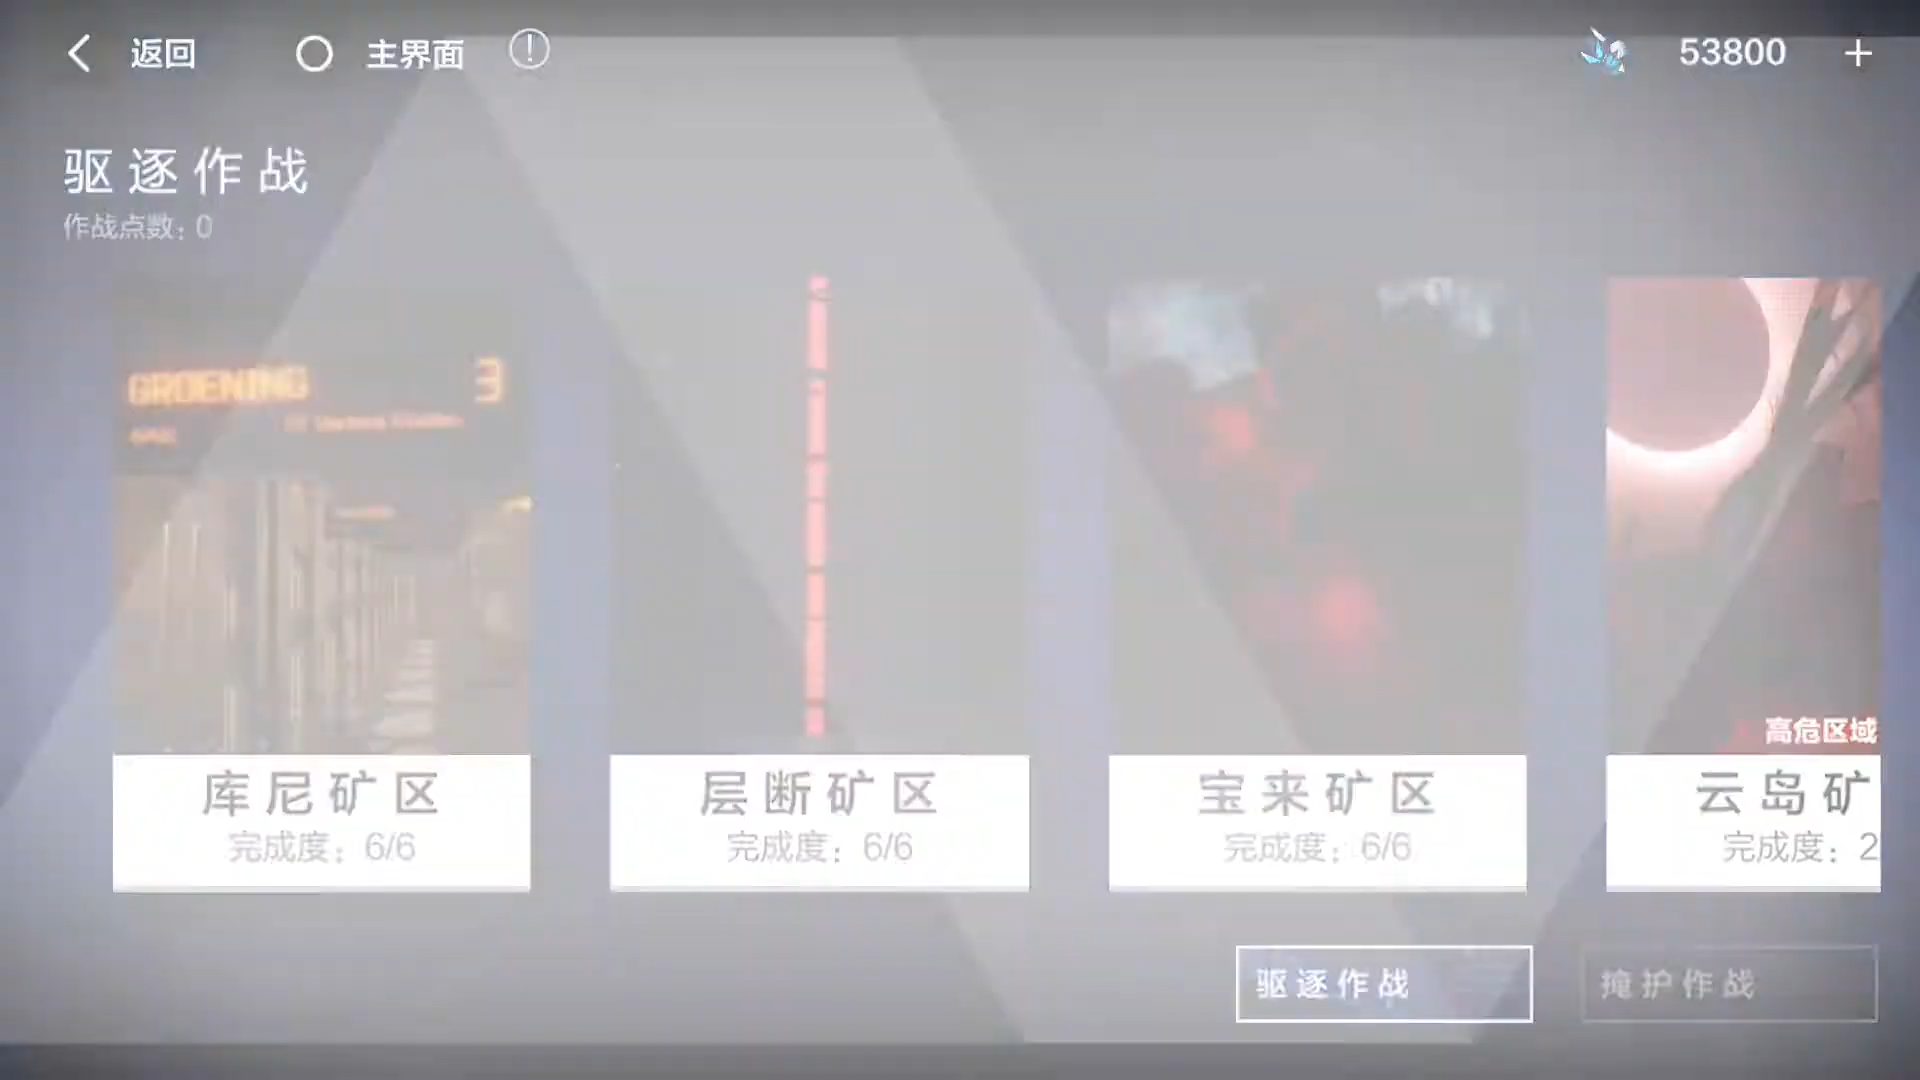 返回
主界面
53800
驱逐作战
作战点数：0
GROENING 3
高危区域
库尼矿区
完成度：6/6
层断矿区
完成度：6/6
宝来矿区
完成度：6/6
云岛矿
完成度：2
驱逐作战
掩护作战